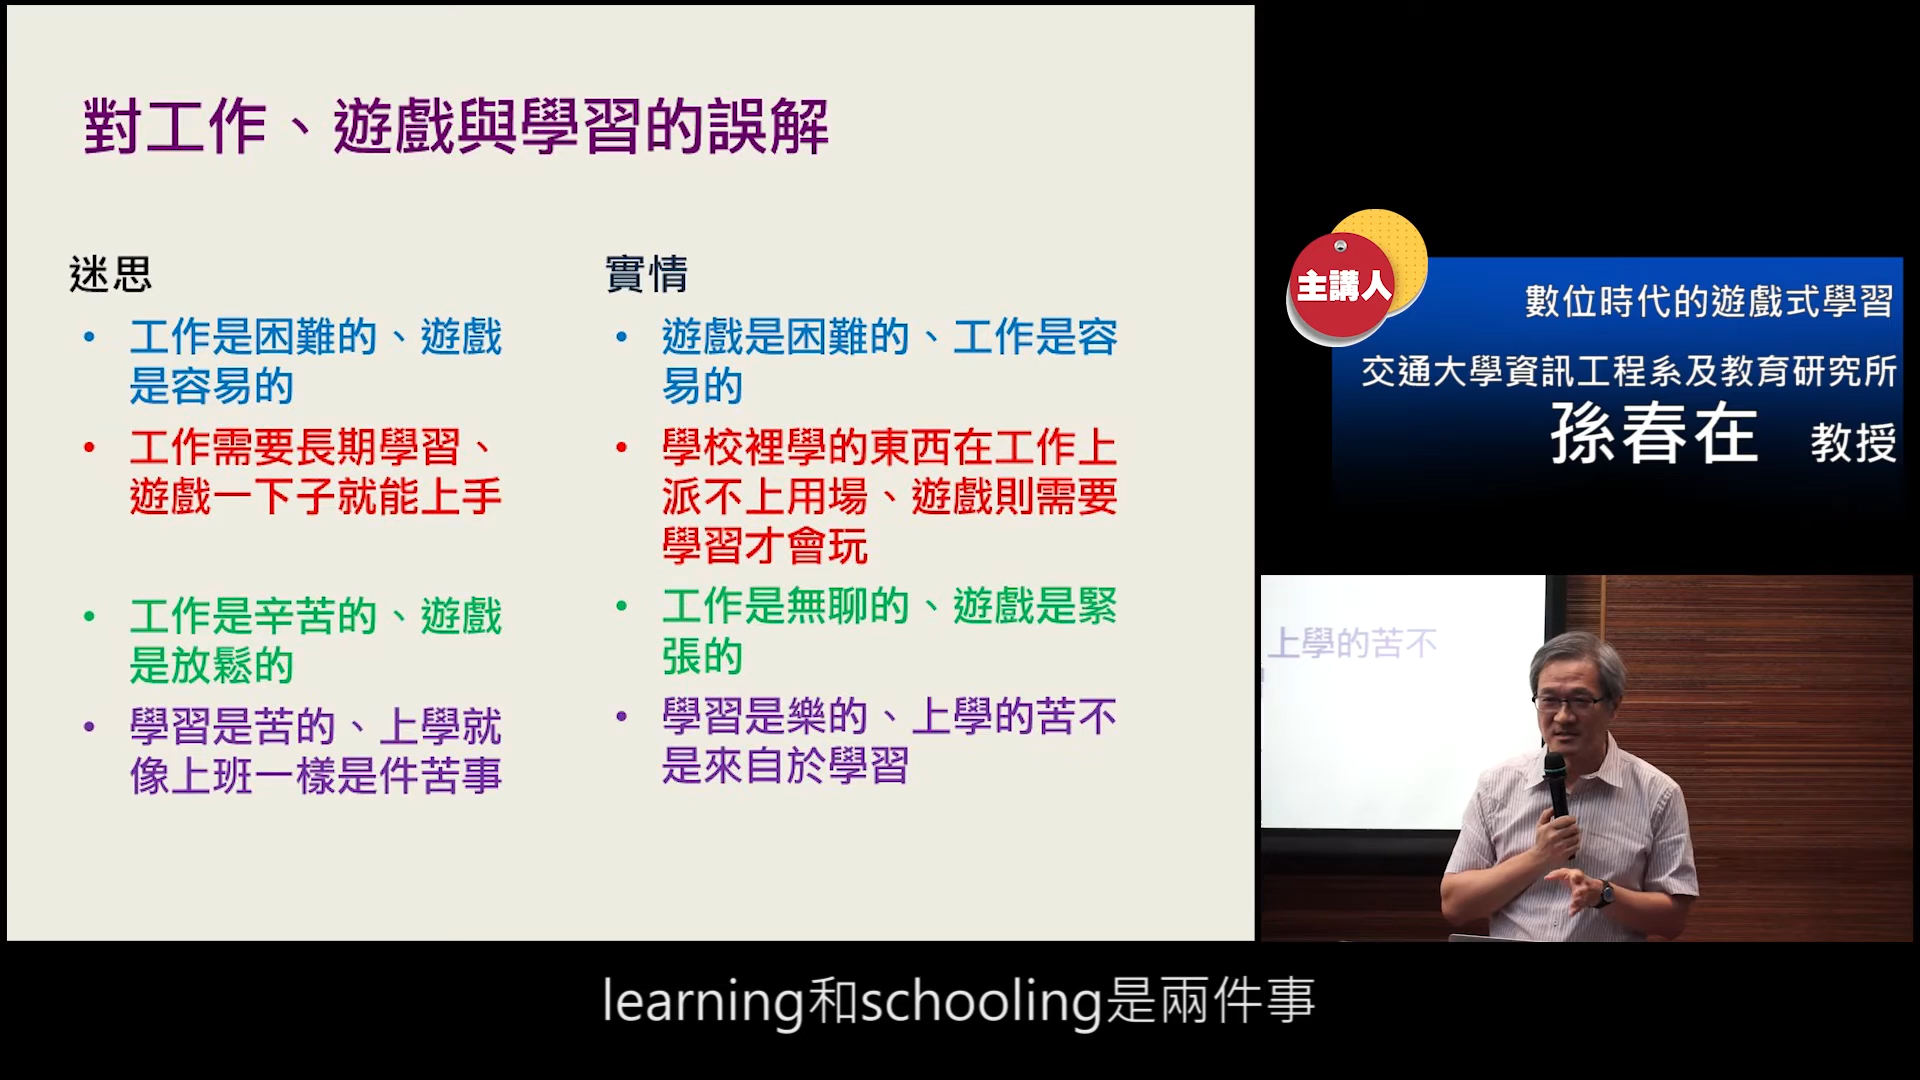 對工作、遊戲與學習的誤解
迷思
• 工作是困難的、遊戲
是容易的
• 工作需要長期學習、
遊戲一下子就能上手
• 工作是辛苦的、遊戲
是放鬆的
• 學習是苦的、上學就
像上班一樣是件苦事
實情
• 遊戲是困難的、工作是容
易的
• 學校裡學的東西在工作上
派不上用場、遊戲則需要
學習才會玩
• 工作是無聊的、遊戲是緊
張的
• 學習是樂的、上學的苦不
是來自於學習
主講人
數位時代的遊戲式學習
交通大學資訊工程系及教育研究所
孫春在 教授
上學的苦不
learning和schooling是兩件事